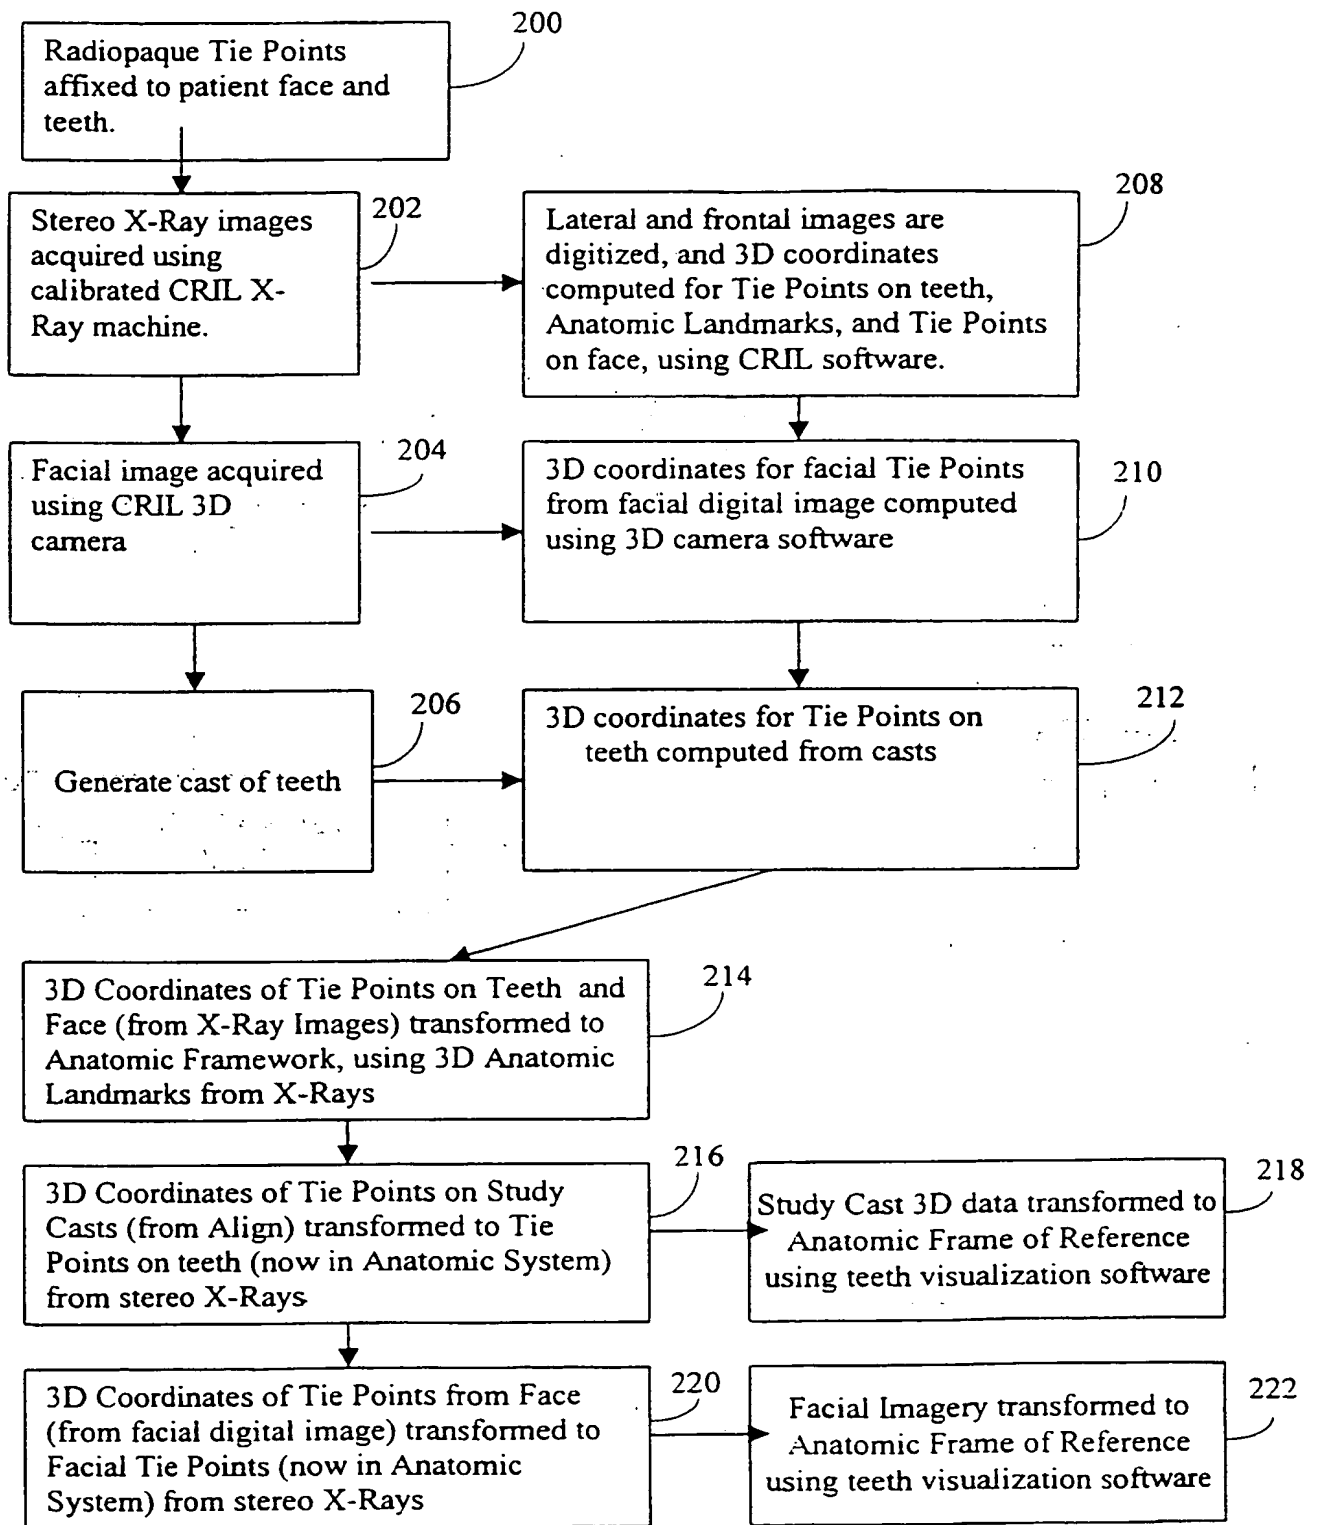 200
Radiopaque Tie Points
affixed to patient face and
teeth.
202
Stereo X-Ray images
acquired using
calibrated CRIL X-
Ray machine.
208
Lateral and frontal images are
digitized, and 3D coordinates
computed for Tie Points on teeth,
Anatomic Landmarks, and Tie Points
on face, using CRIL software.
204
Facial image acquired
using CRIL 3D
camera
210
3D coordinates for facial Tie Points
from facial digital image computed
using 3D camera software
206
Generate cast of teeth
212
3D coordinates for Tie Points on
teeth computed from casts
214
3D Coordinates of Tie Points on Teeth and
Face (from X-Ray Images) transformed to
Anatomic Framework, using 3D Anatomic
Landmarks from X-Rays
216
3D Coordinates of Tie Points on Study
Casts (from Align) transformed to Tie
Points on teeth (now in Anatomic System)
from stereo X-Rays
218
Study Cast 3D data transformed to
Anatomic Frame of Reference
using teeth visualization software
220
3D Coordinates of Tie Points from Face
(from facial digital image) transformed to
Facial Tie Points (now in Anatomic
System) from stereo X-Rays
222
Facial Imagery transformed to
Anatomic Frame of Reference
using teeth visualization software